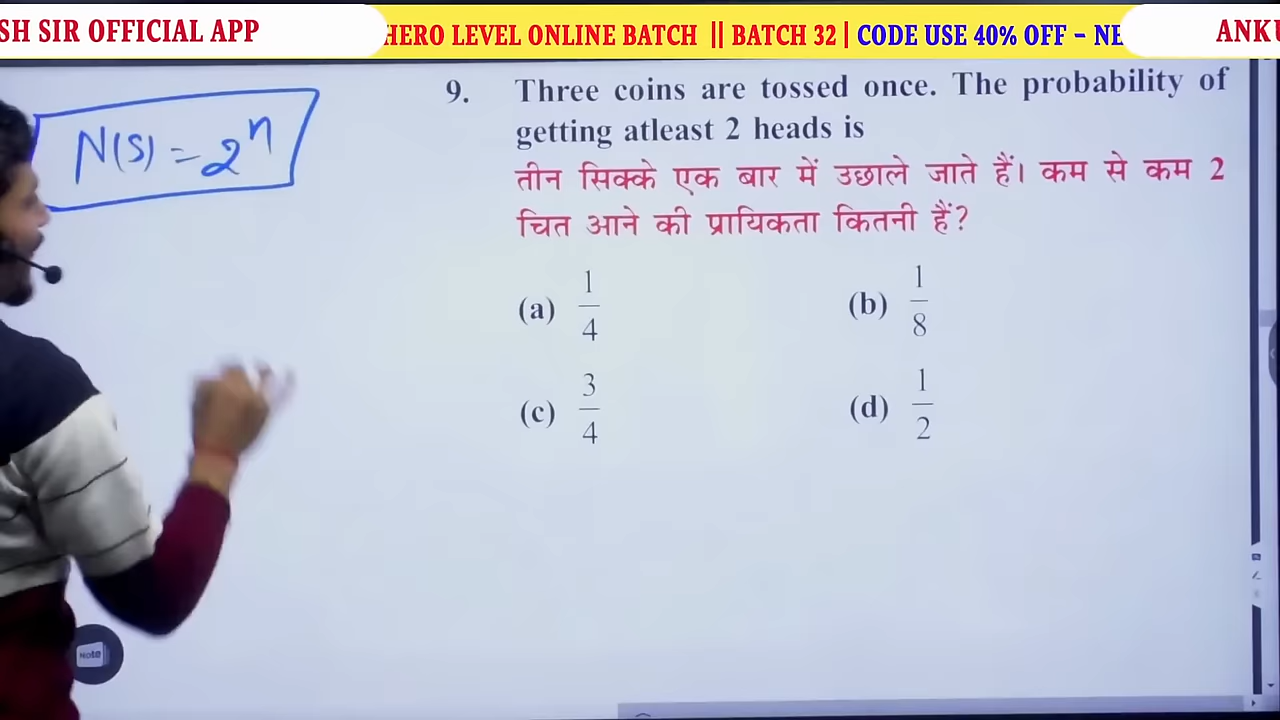 SH SIR OFFICIAL APP
HERO LEVEL ONLINE BATCH || BATCH 32 | CODE USE 40% OFF - NE
ANKU
N(S) = 2^n
9. Three coins are tossed once. The probability of
getting atleast 2 heads is
तीन सिक्के एक बार में उछाले जाते हैं। कम से कम 2
चित आने की प्रायिकता कितनी हैं?
(a) 1/4 (b) 1/8
(c) 3/4 (d) 1/2
Note